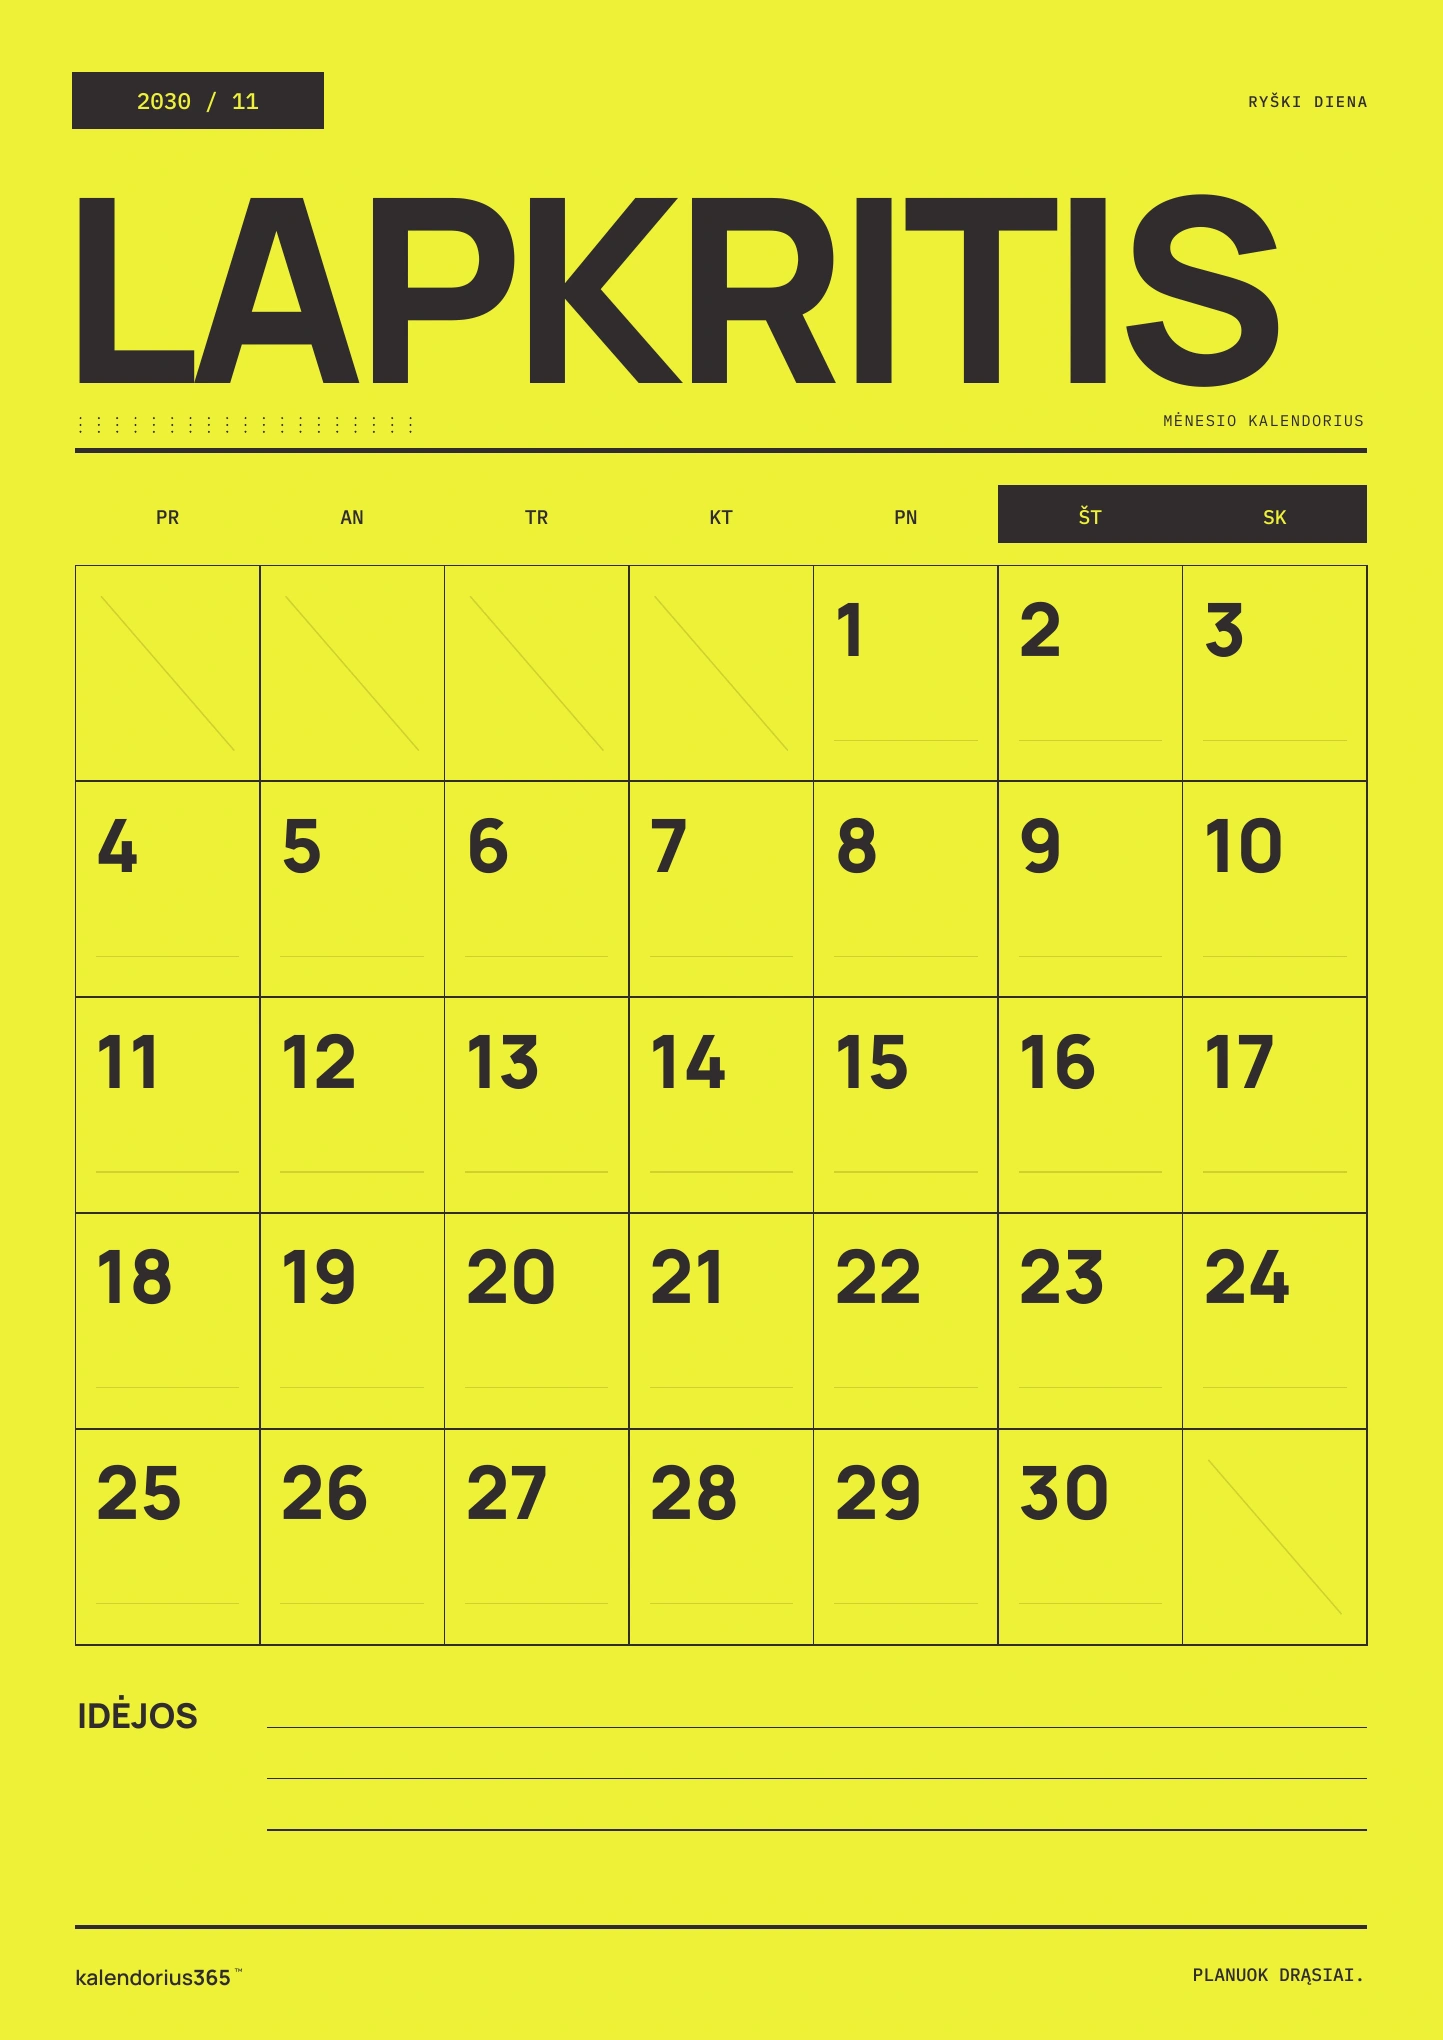 2030 / 11
RYŠKI DIENA
LAPKRITIS
MĖNESIO KALENDORIUS
PR AN TR KT PN ŠT SK
1 2 3
4 5 6 7 8 9 10
11 12 13 14 15 16 17
18 19 20 21 22 23 24
25 26 27 28 29 30
IDĖJOS
kalendorius365™
PLANUOK DRĄSIAI.